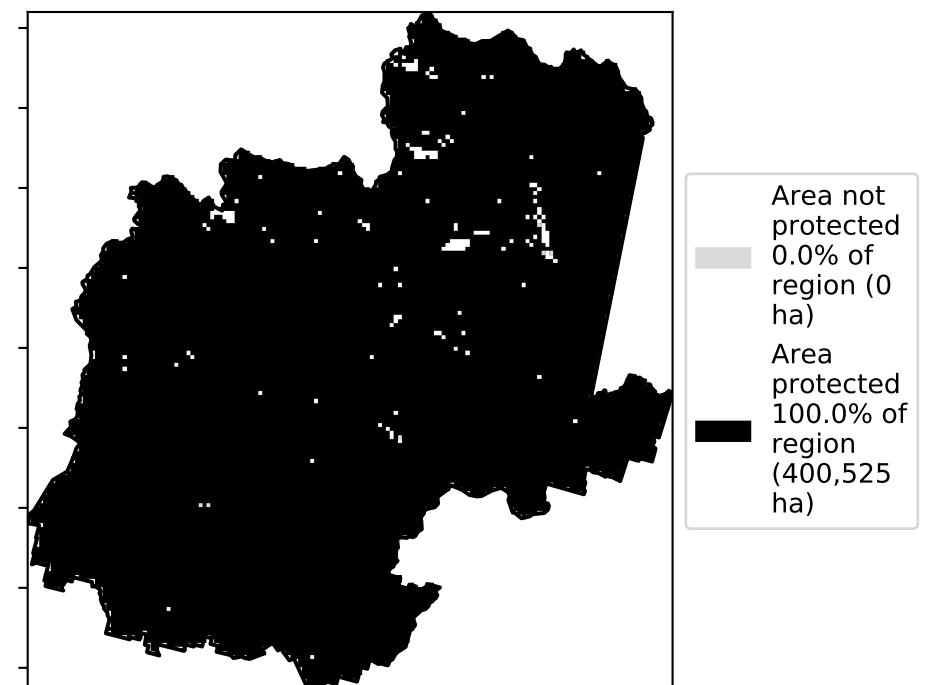 Area not
protected
0.0% of
region (0
ha)
Area
protected
100.0% of
region
(400,525
ha)